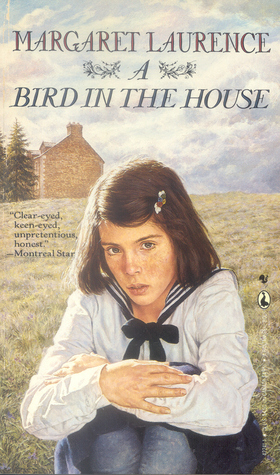 MARGARET LAURENCE
A
BIRD IN THE HOUSE
"Clear-eyed,
keen-eyed,
unpretentious,
honest."
—Montreal Star